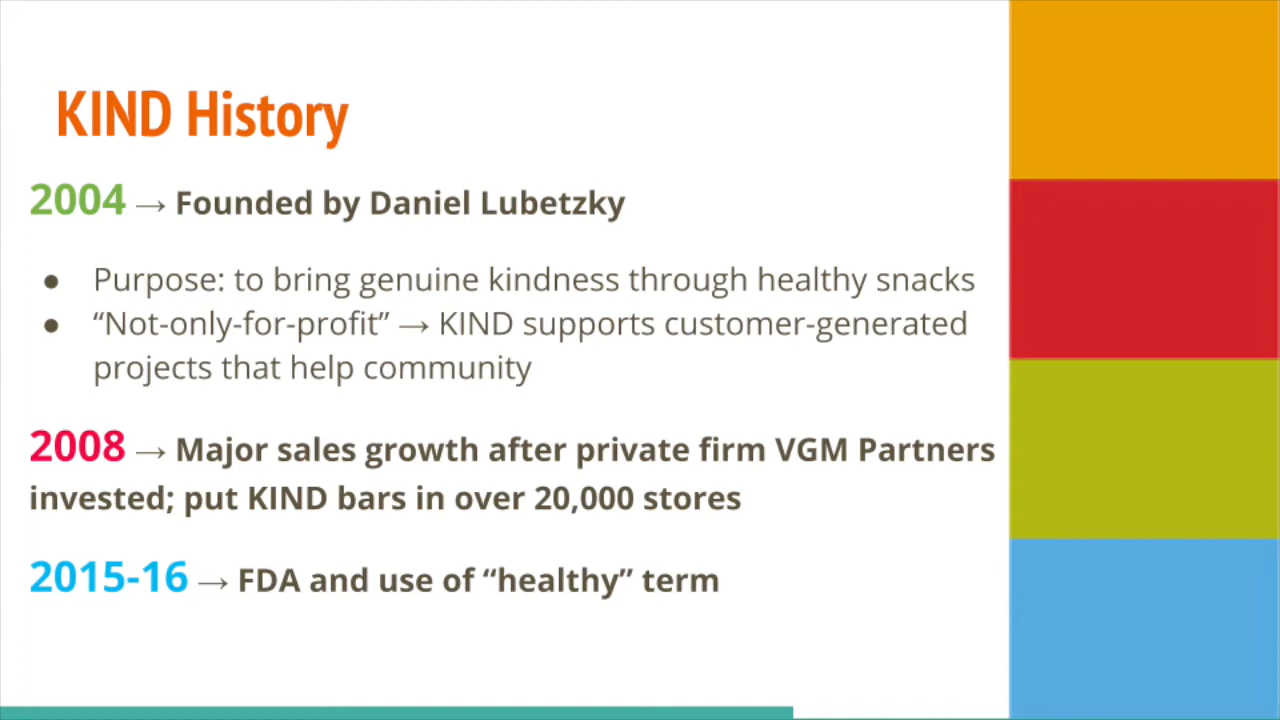 KIND History
2004 → Founded by Daniel Lubetzky
● Purpose: to bring genuine kindness through healthy snacks
● “Not-only-for-profit” → KIND supports customer-generated
projects that help community
2008 → Major sales growth after private firm VGM Partners
invested; put KIND bars in over 20,000 stores
2015-16 → FDA and use of “healthy” term